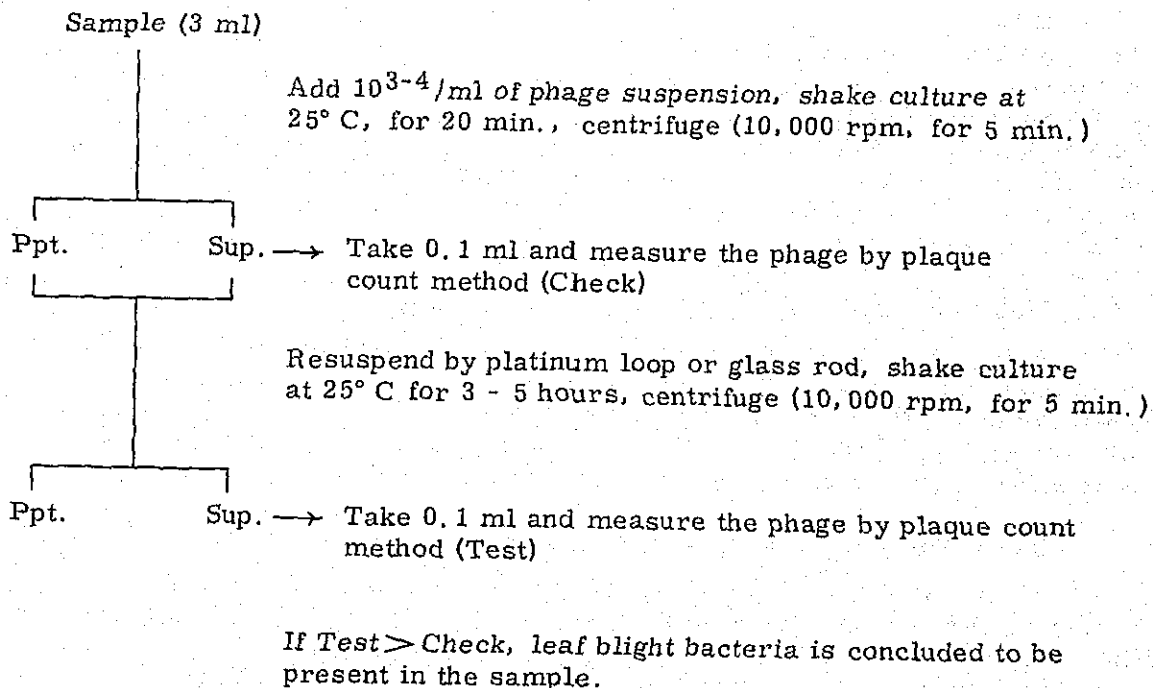 Sample (3 ml)
Add 10³⁻⁴/ml of phage suspension, shake culture at
25° C, for 20 min., centrifuge (10,000 rpm, for 5 min.)
Ppt. Sup. → Take 0.1 ml and measure the phage by plaque
count method (Check)
Resuspend by platinum loop or glass rod, shake culture
at 25° C for 3 - 5 hours, centrifuge (10,000 rpm, for 5 min.)
Ppt. Sup. → Take 0.1 ml and measure the phage by plaque count
method (Test)
If Test > Check, leaf blight bacteria is concluded to be
present in the sample.